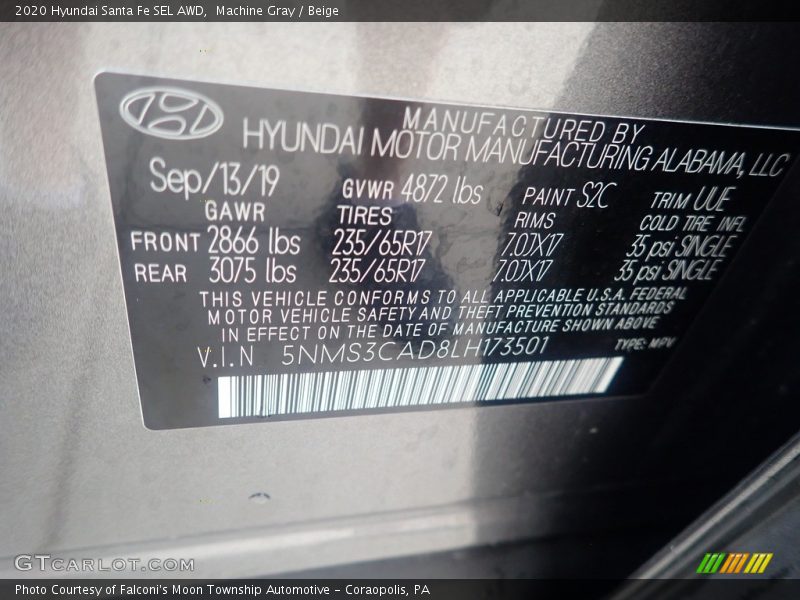 2020 Hyundai Santa Fe SEL AWD, Machine Gray / Beige
MANUFACTURED BY
HYUNDAI MOTOR MANUFACTURING ALABAMA, LLC
Sep/13/19 GVWR 4872 lbs PAINT S2C TRIM UUE
GAWR TIRES RIMS COLD TIRE INFL
FRONT 2866 lbs 235/65R17 7.0JX17 35 psi SINGLE
REAR 3075 lbs 235/65R17 7.0JX17 35 psi SINGLE
THIS VEHICLE CONFORMS TO ALL APPLICABLE U.S.A. FEDERAL
MOTOR VEHICLE SAFETY AND THEFT PREVENTION STANDARDS
IN EFFECT ON THE DATE OF MANUFACTURE SHOWN ABOVE
V.I.N 5NMS3CAD8LH173501 TYPE: MPV
GTCARLOT.COM
Photo Courtesy of Falconi's Moon Township Automotive - Coraopolis, PA